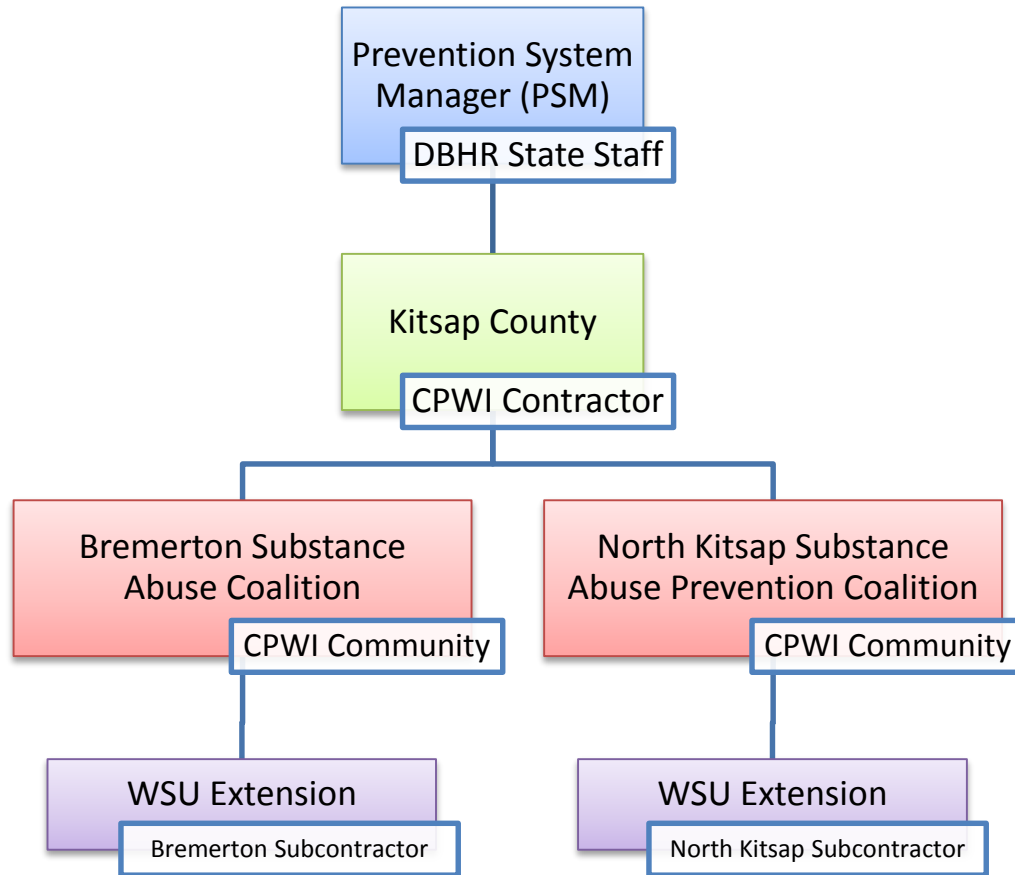 Prevention System
Manager (PSM)
DBHR State Staff
Kitsap County
CPWI Contractor
Bremerton Substance
Abuse Coalition
CPWI Community
North Kitsap Substance
Abuse Prevention Coalition
CPWI Community
WSU Extension
Bremerton Subcontractor
WSU Extension
North Kitsap Subcontractor